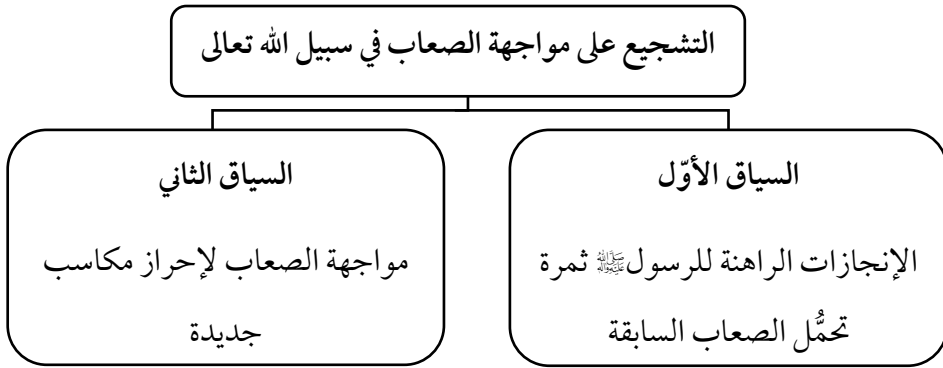 التشجيع على مواجهة الصعاب في سبيل الله تعالى
السياق الأوّل
الإنجازات الراهنة للرسولﷺ ثمرة
تحمُّل الصعاب السابقة
السياق الثاني
مواجهة الصعاب لإحراز مكاسب
جديدة